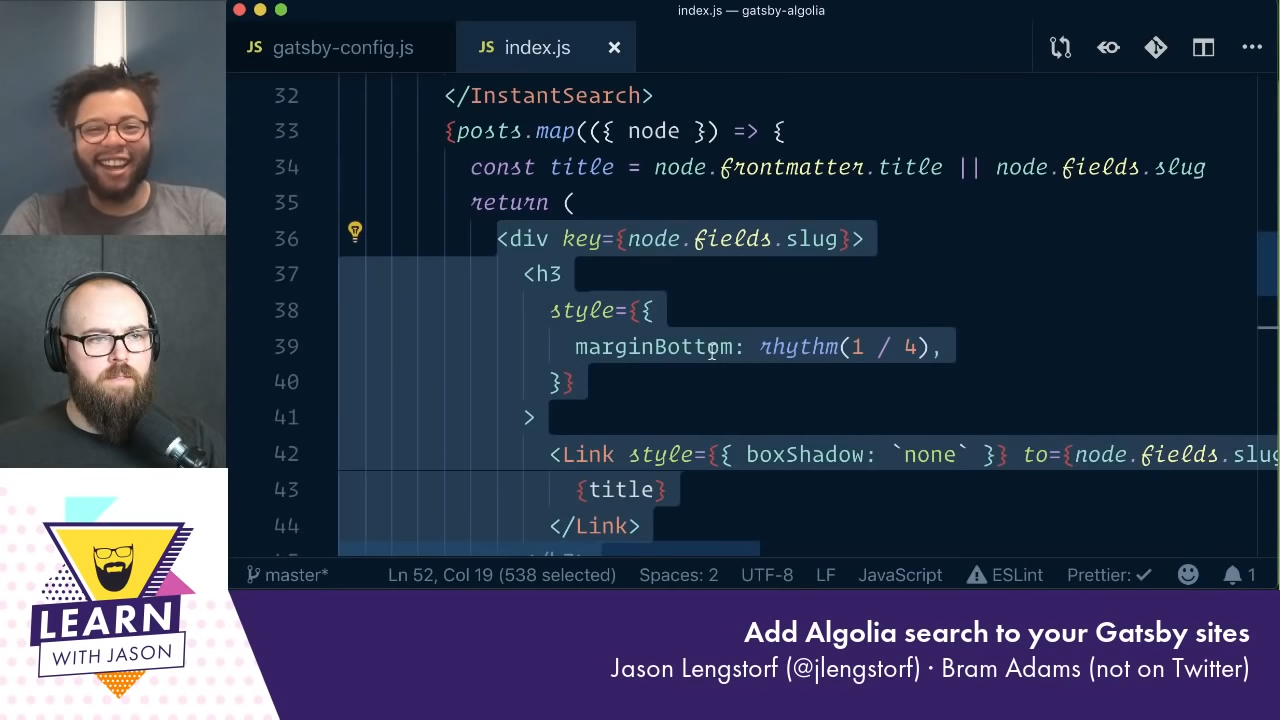 index.js — gatsby-algolia
JS gatsby-config.js
JS index.js ×
32 </InstantSearch>
33 {posts.map(({ node }) => {
34 const title = node.frontmatter.title || node.fields.slug
35 return (
36 <div key={node.fields.slug}>
37 <h3
38 style={{
39 marginBottom: rhythm(1 / 4),
40 }}
41 >
42 <Link style={{ boxShadow: `none` }} to={node.fields.slug
43 {title}
44 </Link>
master* Ln 52, Col 19 (538 selected) Spaces: 2 UTF-8 LF JavaScript ESLint Prettier: ✓ 1
LEARN
WITH JASON
Add Algolia search to your Gatsby sites
Jason Lengstorf (@jlengstorf) · Bram Adams (not on Twitter)